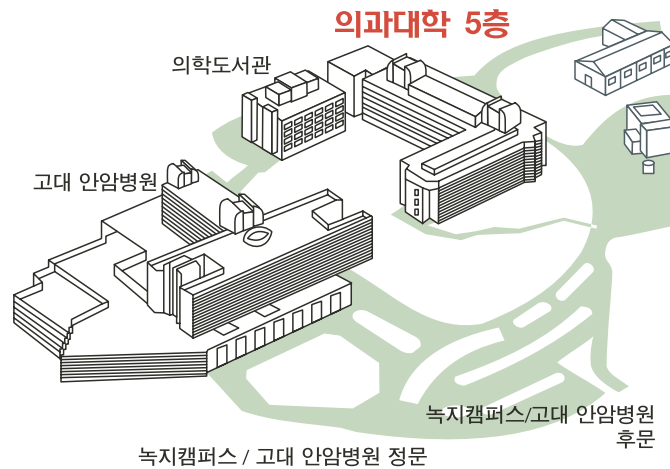 의과대학 5층
의학도서관
고대 안암병원
녹지캠퍼스/고대 안암병원
후문
녹지캠퍼스 / 고대 안암병원 정문